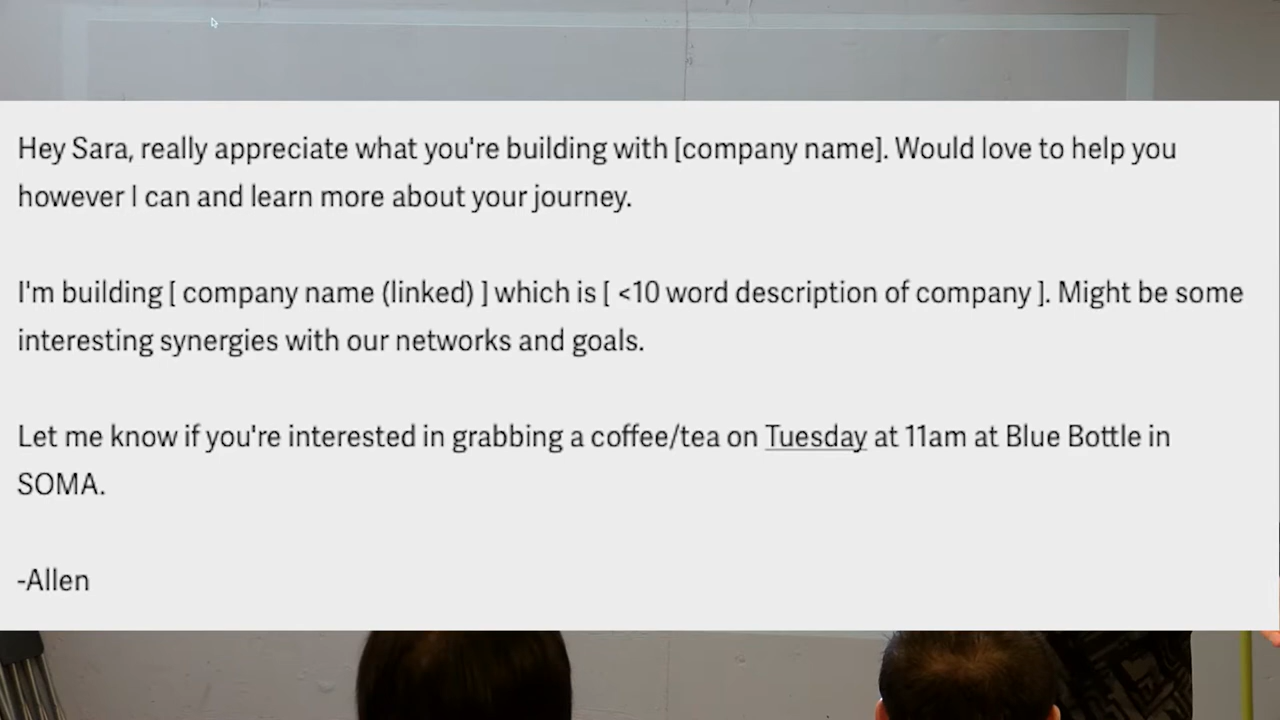 Hey Sara, really appreciate what you're building with [company name]. Would love to help you
however I can and learn more about your journey.
I'm building [ company name (linked) ] which is [ <10 word description of company ]. Might be some
interesting synergies with our networks and goals.
Let me know if you're interested in grabbing a coffee/tea on Tuesday at 11am at Blue Bottle in
SOMA.
-Allen